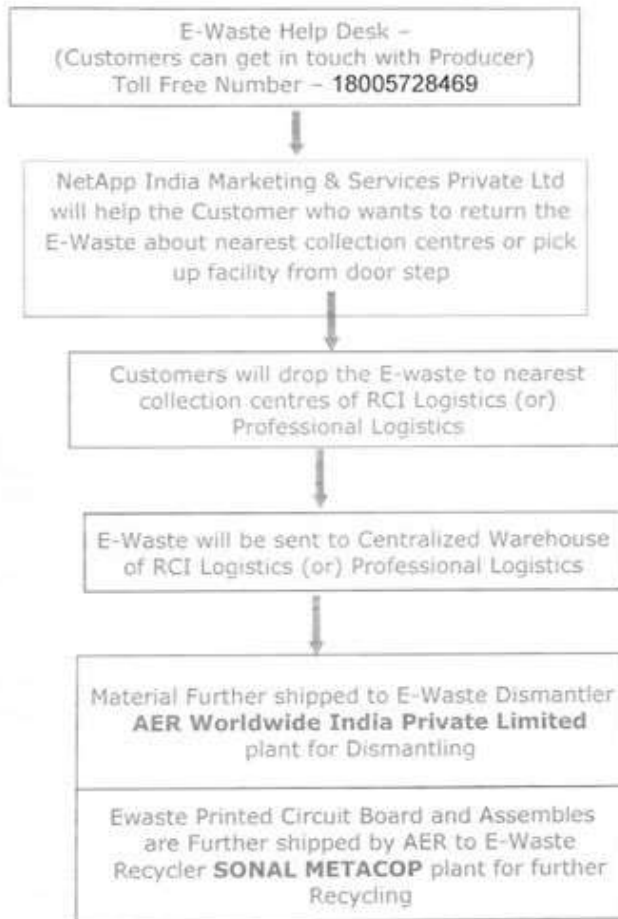 E-Waste Help Desk –
(Customers can get in touch with Producer)
Toll Free Number – 18005728469
NetApp India Marketing & Services Private Ltd
will help the Customer who wants to return the
E-Waste about nearest collection centres or pick
up facility from door step
Customers will drop the E-waste to nearest
collection centres of RCI Logistics (or)
Professional Logistics
E-Waste will be sent to Centralized Warehouse
of RCI Logistics (or) Professional Logistics
Material Further shipped to E-Waste Dismantler
AER Worldwide India Private Limited
plant for Dismantling
Ewaste Printed Circuit Board and Assembles
are Further shipped by AER to E-Waste
Recycler SONAL METACOP plant for further
Recycling